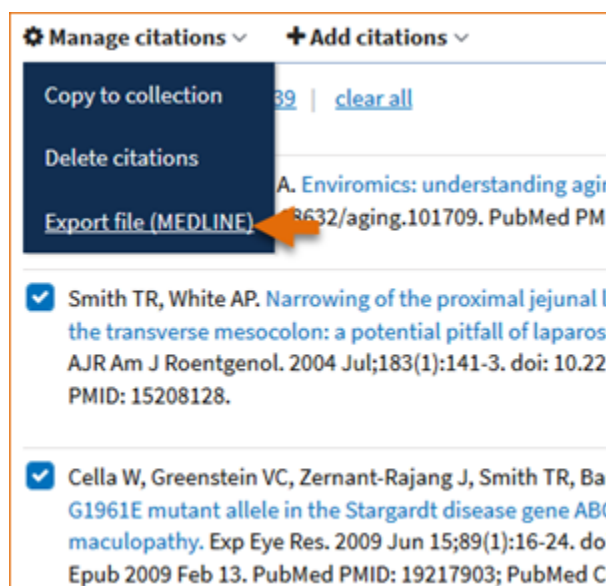 Manage citations
Add citations
Copy to collection
39 | clear all
Delete citations
A. Enviromics: understanding agi
Export file (MEDLINE)
8632/aging.101709. PubMed PM
Smith TR, White AP. Narrowing of the proximal jejunal l
the transverse mesocolon: a potential pitfall of laparos
AJR Am J Roentgenol. 2004 Jul;183(1):141-3. doi: 10.22
PMID: 15208128.
Cella W, Greenstein VC, Zernant-Rajang J, Smith TR, Ba
G1961E mutant allele in the Stargardt disease gene ABC
maculopathy. Exp Eye Res. 2009 Jun 15;89(1):16-24. do
Epub 2009 Feb 13. PubMed PMID: 19217903; PubMed C